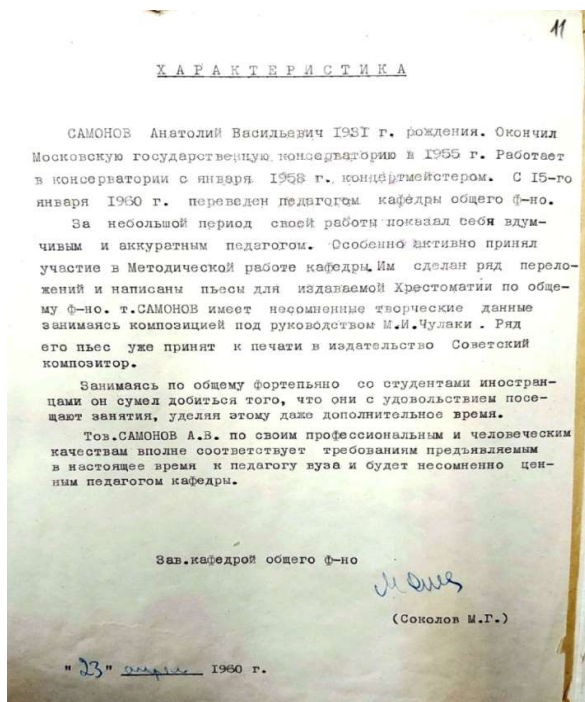 11
Х А Р А К Т Е Р И С Т И К А
САМОНОВ Анатолий Васильевич 1931 г. рождения. Окончил
Московскую государственную консерваторию в 1955 г. Работает
в консерватории с января 1958 г. концертмейстером. С 15-го
января 1960 г. переведен педагогом кафедры общего ф-но.
За небольшой период своей работы показал себя вдум-
чивым и аккуратным педагогом. Особенно активно принял
участие в Методической работе кафедры.Им сделан ряд перело-
жений и написаны пьесы для издаваемой Хрестоматии по обще-
му ф-но. т.САМОНОВ имеет несомненные творческие данные
занимаясь композицией под руководством М.И.Чулаки . Ряд
его пьес уже принят к печати в издательство Советский
композитор.
Занимаясь по общему фортепьяно со студентами иностран-
цами он сумел добиться того, что они с удовольствием посе-
щают занятия, уделяя этому даже дополнительное время.
Тов.САМОНОВ А.В. по своим профессиональным и человеческим
качествам вполне соответствует требованиям предъявляемым
в настоящее время к педагогу вуза и будет несомненно цен-
ным педагогом кафедры.
Зав.кафедрой общего ф-но
(Соколов М.Г.)
"23" апреля 1960 г.